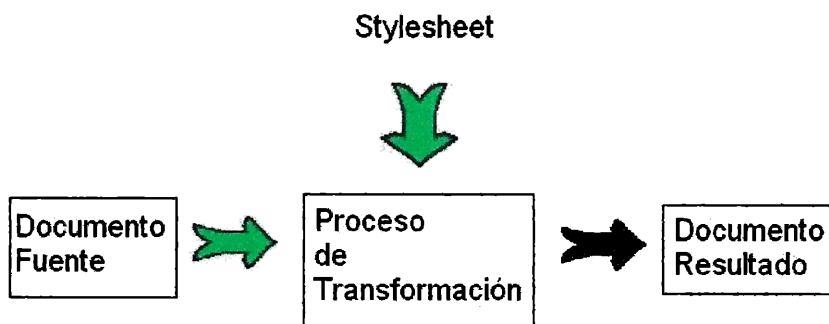 Stylesheet
Documento
Fuente
Proceso
de
Transformación
Documento
Resultado